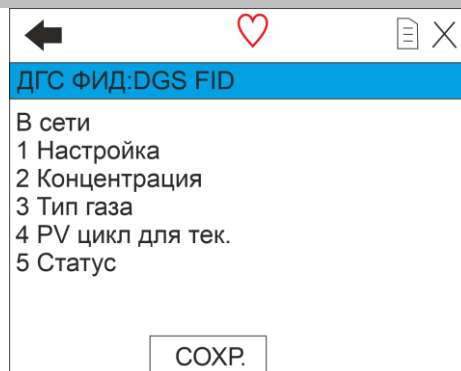 ДГС ФИД:DGS FID
В сети
1 Настройка
2 Концентрация
3 Тип газа
4 PV цикл для тек.
5 Статус
СОХР.